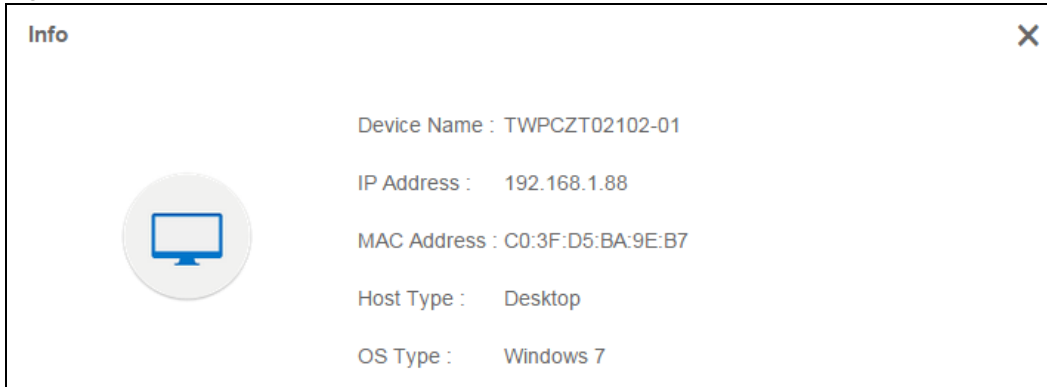 Info
Device Name : TWPCZT02102-01
IP Address : 192.168.1.88
MAC Address : C0:3F:D5:BA:9E:B7
Host Type : Desktop
OS Type : Windows 7